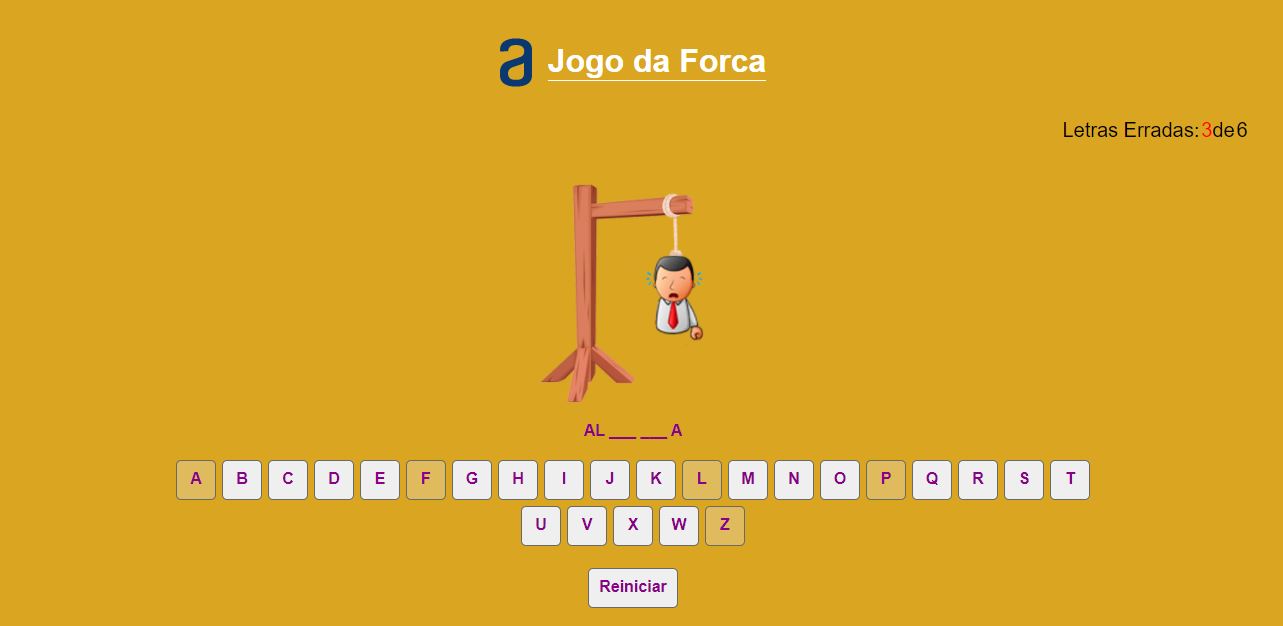 a Jogo da Forca
Letras Erradas: 3 de 6
AL ___ ___ A
A B C D E F G H I J K L M N O P Q R S T
U V X W Z
Reiniciar